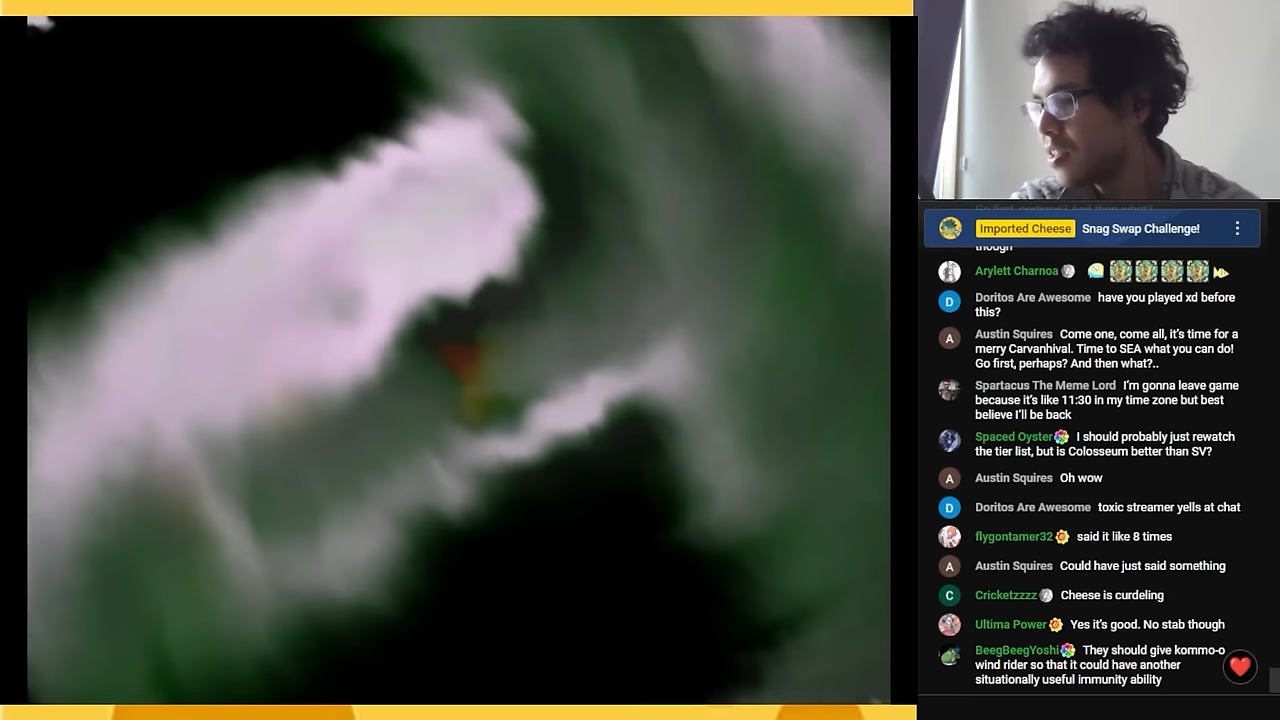 Imported Cheese Snag Swap Challenge!
though
Arylett Charnoa
Doritos Are Awesome have you played xd before
this?
Austin Squires Come one, come all, it's time for a
merry Carvanhival. Time to SEA what you can do!
Go first, perhaps? And then what?..
Spartacus The Meme Lord I'm gonna leave game
because it's like 11:30 in my time zone but best
believe I'll be back
Spaced Oyster I should probably just rewatch
the tier list, but is Colosseum better than SV?
Austin Squires Oh wow
Doritos Are Awesome toxic streamer yells at chat
flygontamer32 said it like 8 times
Austin Squires Could have just said something
Cricketzzzz Cheese is curdeling
Ultima Power Yes it's good. No stab though
BeegBeegYoshi They should give kommo-o
wind rider so that it could have another
situationally useful immunity ability